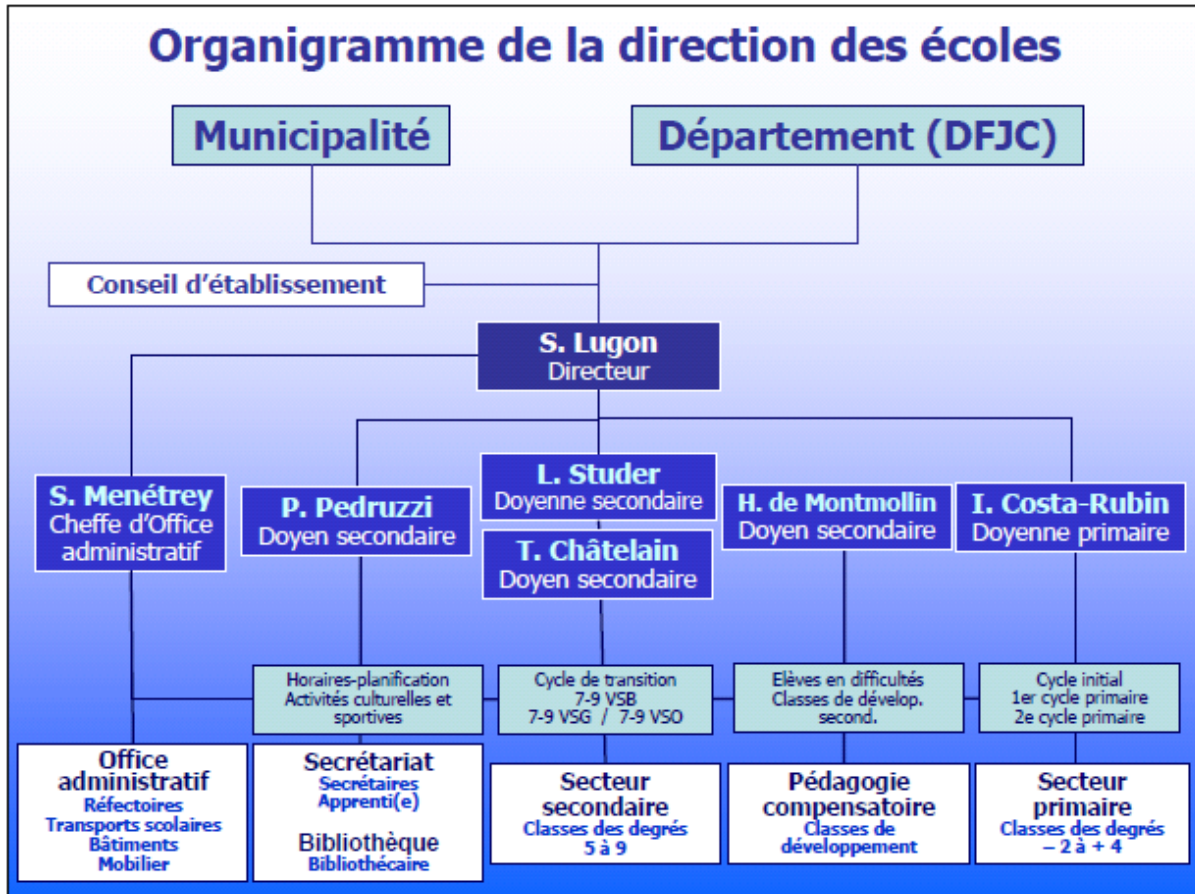 Organigramme de la direction des écoles
Municipalité
Département (DFJC)
Conseil d'établissement
S. Lugon
Directeur
S. Menétrey
Cheffe d'Office
administratif
P. Pedruzzi
Doyen secondaire
L. Studer
Doyenne secondaire
T. Châtelain
Doyen secondaire
H. de Montmollin
Doyen secondaire
I. Costa-Rubin
Doyenne primaire
Horaires-planification
Activités culturelles et
sportives
Cycle de transition
7-9 VSB
7-9 VSG / 7-9 VSO
Elèves en difficultés
Classes de dévelop.
second.
Cycle initial
1er cycle primaire
2e cycle primaire
Office
administratif
Réfectoires
Transports scolaires
Bâtiments
Mobilier
Secrétariat
Secrétaires
Apprenti(e)
Bibliothèque
Bibliothécaire
Secteur
secondaire
Classes des degrés
5 à 9
Pédagogie
compensatoire
Classes de
développement
Secteur
primaire
Classes des degrés
– 2 à + 4